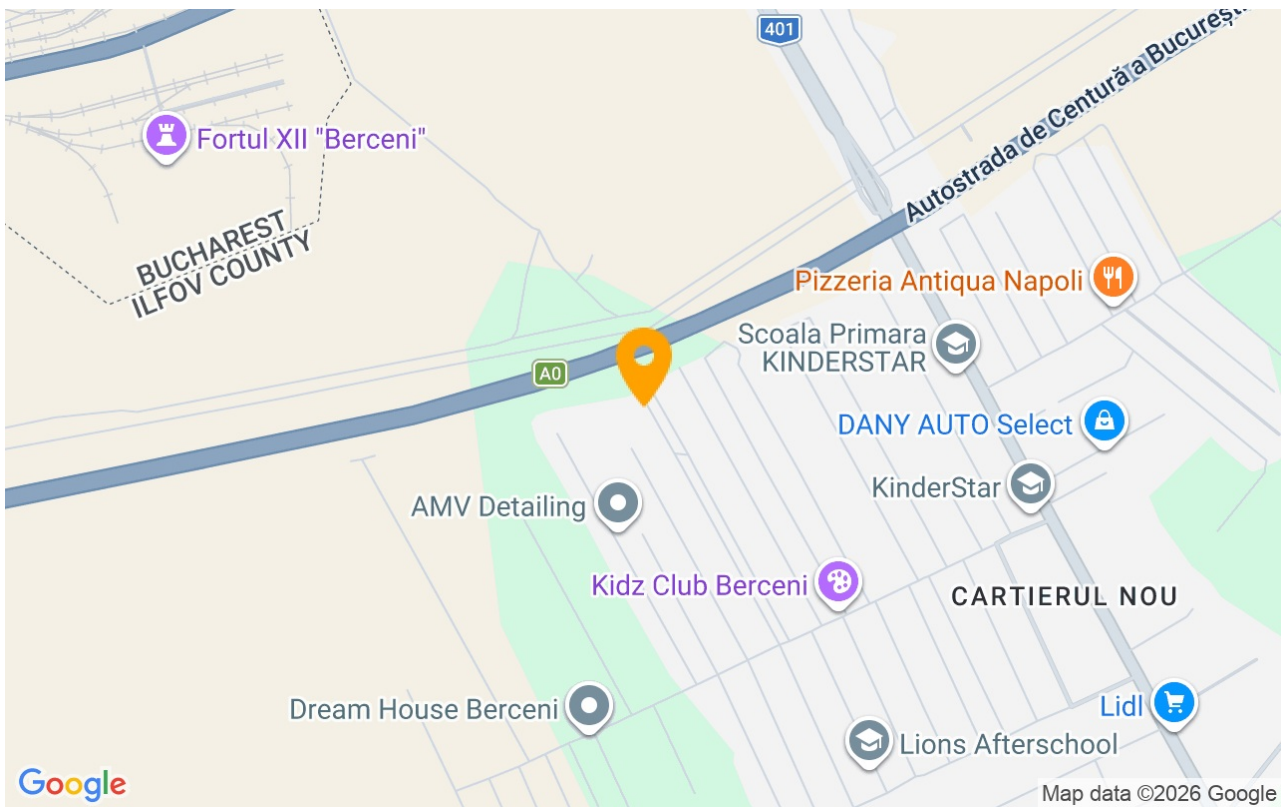 401
Autostrada de Centură a Bucureșt
Fortul XII "Berceni"
BUCHAREST
ILFOV COUNTY
Pizzeria Antiqua Napoli
Scoala Primara
KINDERSTAR
A0
DANY AUTO Select
KinderStar
AMV Detailing
Kidz Club Berceni
CARTIERUL NOU
Dream House Berceni
Lidl
Lions Afterschool
Google
Map data ©2026 Google